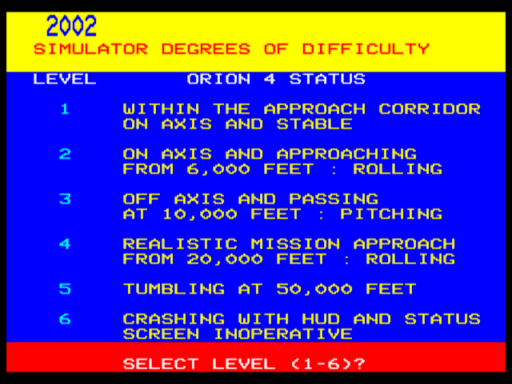 2002
SIMULATOR DEGREES OF DIFFICULTY
LEVEL ORION 4 STATUS
1 WITHIN THE APPROACH CORRIDOR
ON AXIS AND STABLE
2 ON AXIS AND APPROACHING
FROM 6,000 FEET : ROLLING
3 OFF AXIS AND PASSING
AT 10,000 FEET : PITCHING
4 REALISTIC MISSION APPROACH
FROM 20,000 FEET : ROLLING
5 TUMBLING AT 50,000 FEET
6 CRASHING WITH HUD AND STATUS
SCREEN INOPERATIVE
SELECT LEVEL (1-6)?